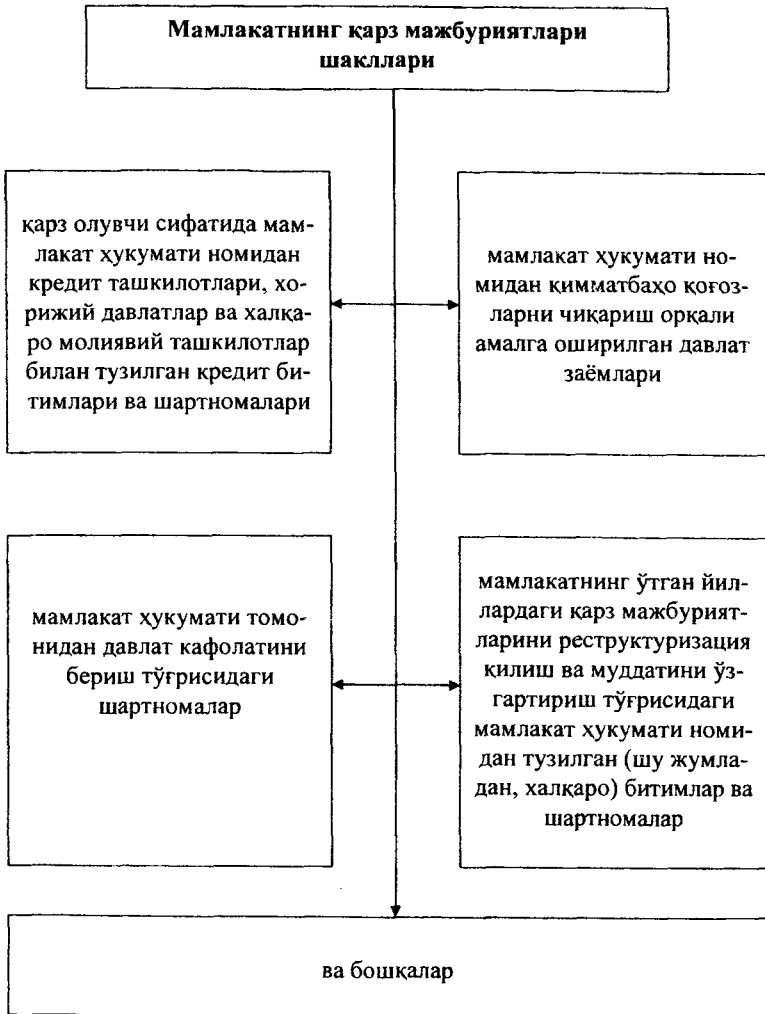 Мамлакатнинг қарз мажбуриятлари
шакллари
қарз олувчи сифатида мам-
лакат ҳукумати номидан
кредит ташкилотлари, хо-
рижий давлатлар ва халқа-
ро молиявий ташкилотлар
билан тузилган кредит би-
тимлари ва шартномалари
мамлакат ҳукумати но-
мидан қимматбаҳо қоғоз-
ларни чиқариш орқали
амалга оширилган давлат
заёмлари
мамлакат ҳукумати томо-
нидан давлат кафолатини
бериш тўғрисидаги
шартномалар
мамлакатнинг ўтган йил-
лардаги қарз мажбурият-
ларини реструктуризация
қилиш ва муддатини ўз-
гартириш тўғрисидаги
мамлакат ҳукумати номи-
дан тузилган (шу жумла-
дан, халқаро) битимлар ва
шартномалар
ва бошқалар